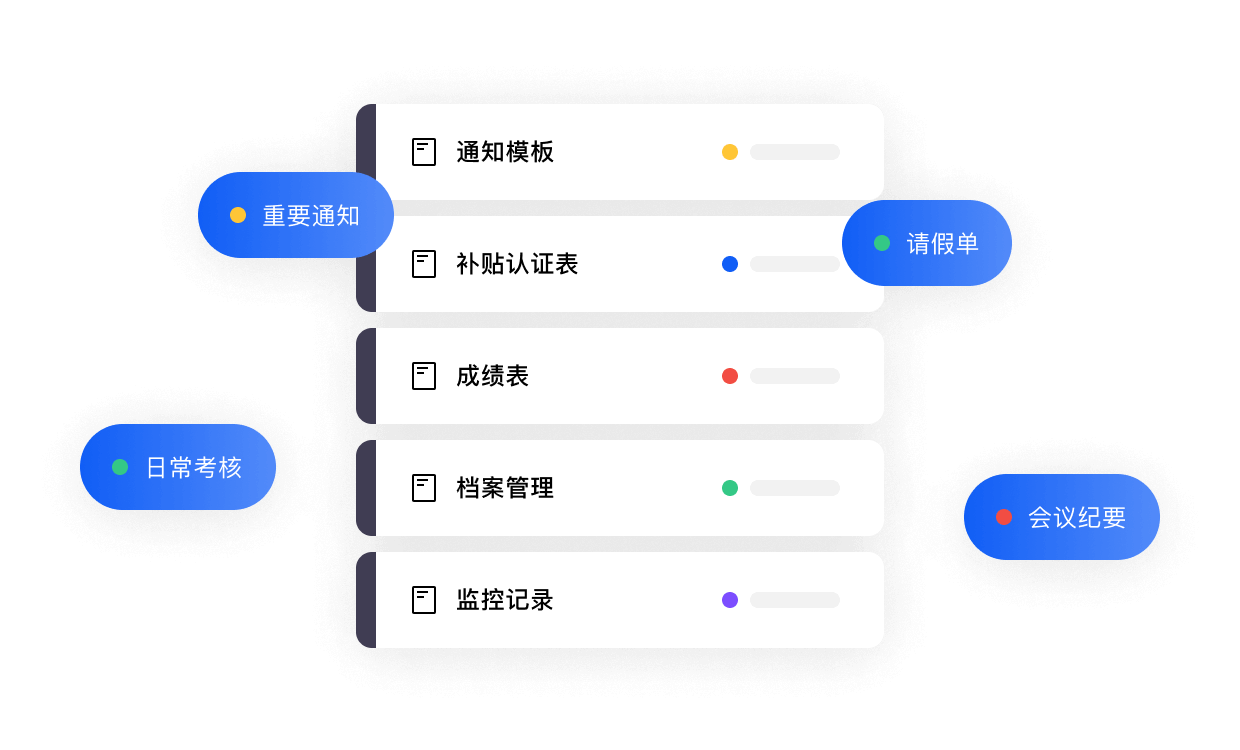 通知模板
重要通知
请假单
补贴认证表
成绩表
日常考核
档案管理
会议纪要
监控记录